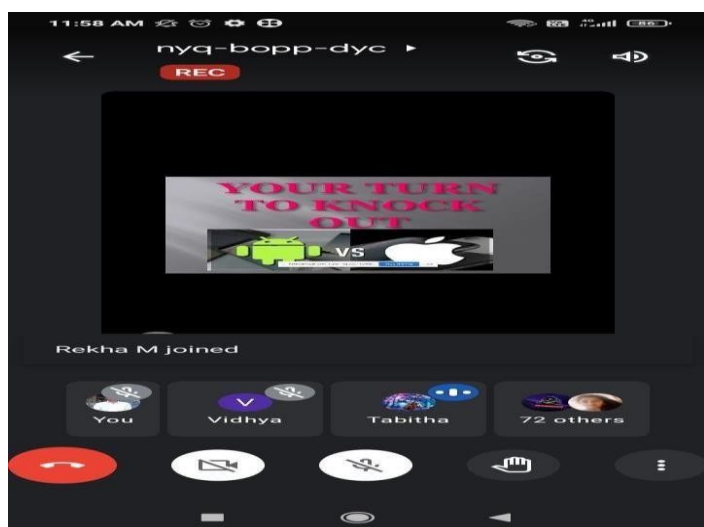 11:58 AM
nyq-bopp-dyc
REC
YOUR TURN
TO KNOCK
OUT
VS
Rekha M joined
V
You
Vidhya
Tabitha
72 others